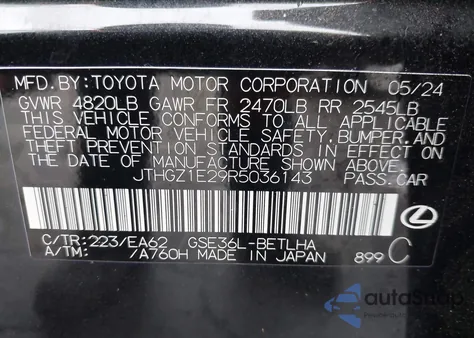 MFD.BY:TOYOTA MOTOR CORPORATION 05/24
GVWR 4820LB GAWR FR 2470LB RR 2545LB
THIS VEHICLE CONFORMS TO ALL APPLICABLE
FEDERAL MOTOR VEHICLE SAFETY, BUMPER, AND
THEFT PREVENTION STANDARDS IN EFFECT ON
THE DATE OF MANUFACTURE SHOWN ABOVE.
JTHGZ1E29R5036143 PASS.CAR
C/TR:223/EA62 GSE36L-BETLHA
A/TM: /A760H MADE IN JAPAN 899 C
autoStop